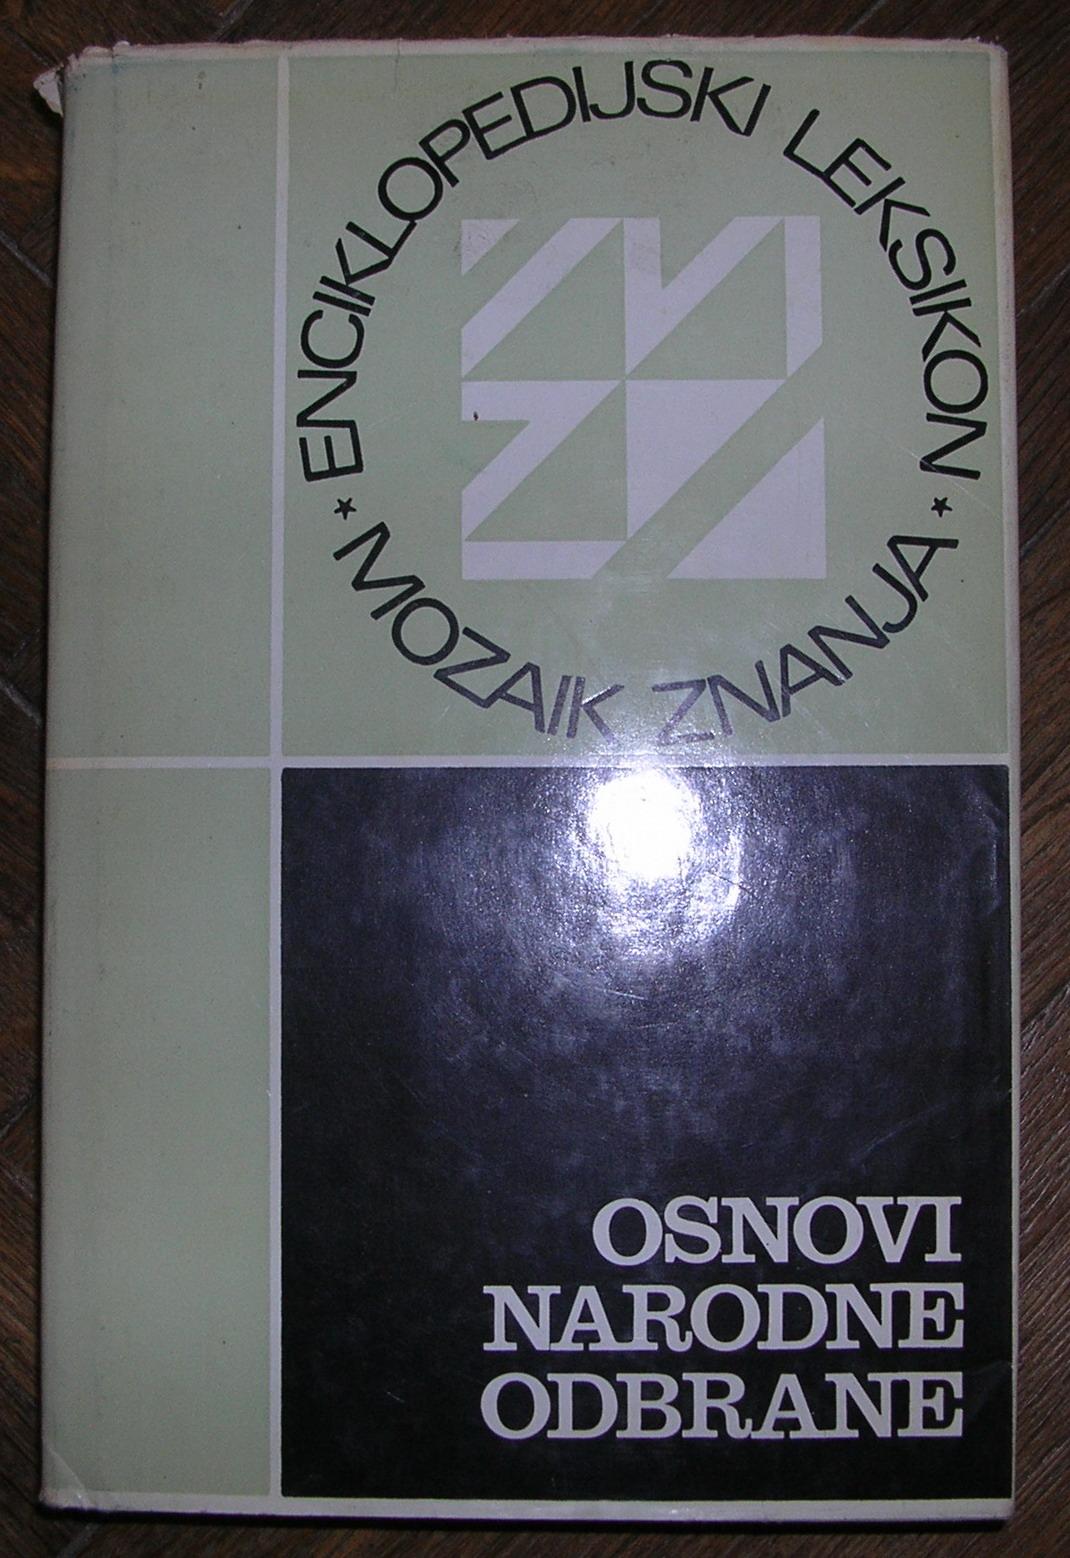 ENCIKLOPEDIJSKI LEKSIKON
* MOZAIK ZNANJA *
OSNOVI
NARODNE
ODBRANE